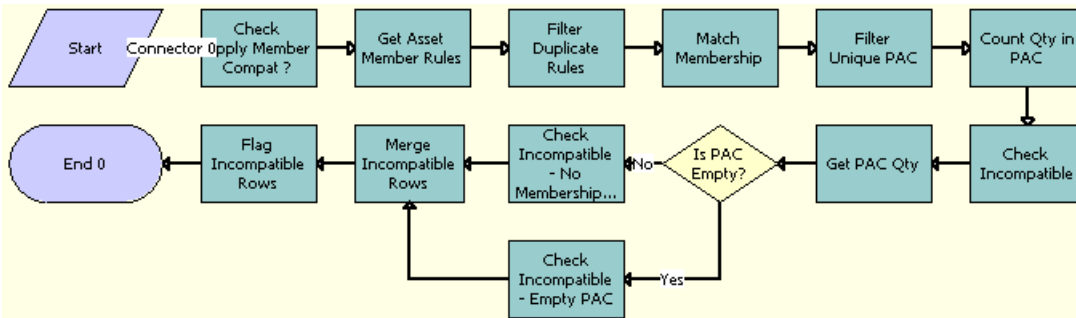 Start
Connector 0
Check
pply Member
Compat ?
Get Asset
Member Rules
Filter
Duplicate
Rules
Match
Membership
Filter
Unique PAC
Count Qty in
PAC
End 0
Flag
Incompatible
Rows
Merge
Incompatible
Rows
Check
Incompatible
- No
Membership...
No
Is PAC
Empty?
Get PAC Qty
Check
Incompatible
Check
Incompatible
- Empty PAC
Yes